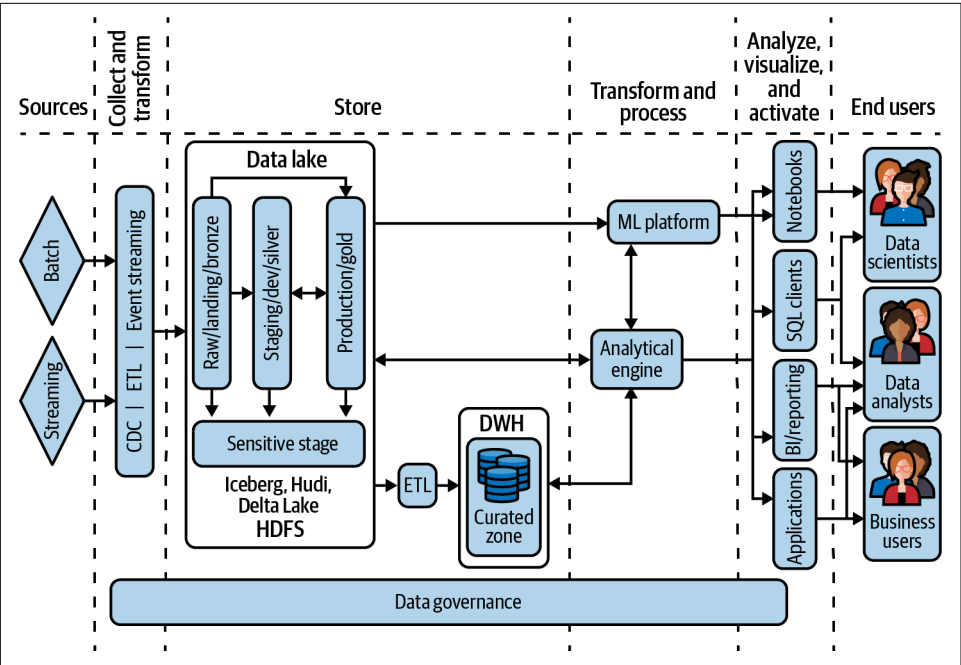 Sources
Collect and
transform
Store
Transform and
process
Analyze,
visualize,
and
activate
End users
Batch
Streaming
CDC | ETL | Event streaming
Data lake
Raw/landing/bronze
Staging/dev/silver
Production/gold
Sensitive stage
Iceberg, Hudi,
Delta Lake
HDFS
ETL
DWH
Curated
zone
ML platform
Analytical
engine
Notebooks
SQL clients
BI/reporting
Applications
Data
scientists
Data
analysts
Business
users
Data governance